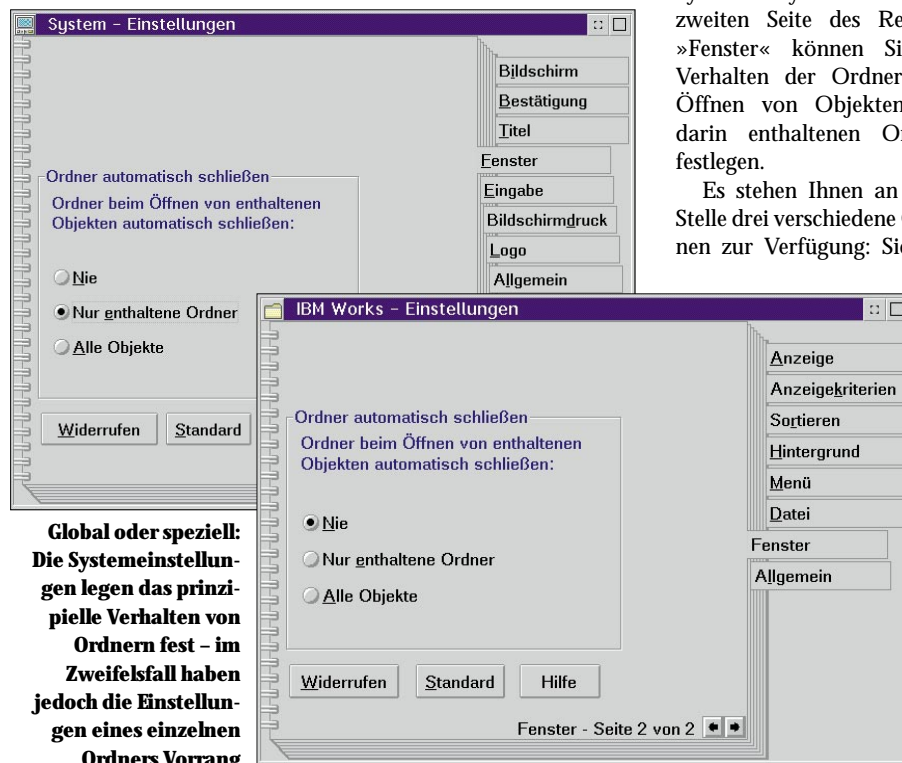 System - Einstellungen
Bildschirm
Bestätigung
Titel
Fenster
Eingabe
Bildschirmdruck
Logo
Allgemein
Ordner automatisch schließen
Ordner beim Öffnen von enthaltenen
Objekten automatisch schließen:
Nie
Nur enthaltene Ordner
Alle Objekte
Widerrufen
Standard
zweiten Seite des Re
»Fenster« können Si
Verhalten der Ordner
Öffnen von Objekten
darin enthaltenen Or
festlegen.
Es stehen Ihnen an
Stelle drei verschiedene
nen zur Verfügung: Sie
IBM Works - Einstellungen
Anzeige
Anzeigekriterien
Sortieren
Hintergrund
Menü
Datei
Fenster
Allgemein
Ordner automatisch schließen
Ordner beim Öffnen von enthaltenen
Objekten automatisch schließen:
Nie
Nur enthaltene Ordner
Alle Objekte
Widerrufen
Standard
Hilfe
Fenster - Seite 2 von 2
Global oder speziell:
Die Systemeinstellun-
gen legen das prinzi-
pielle Verhalten von
Ordnern fest – im
Zweifelsfall haben
jedoch die Einstellun-
gen eines einzelnen
Ordners Vorrang